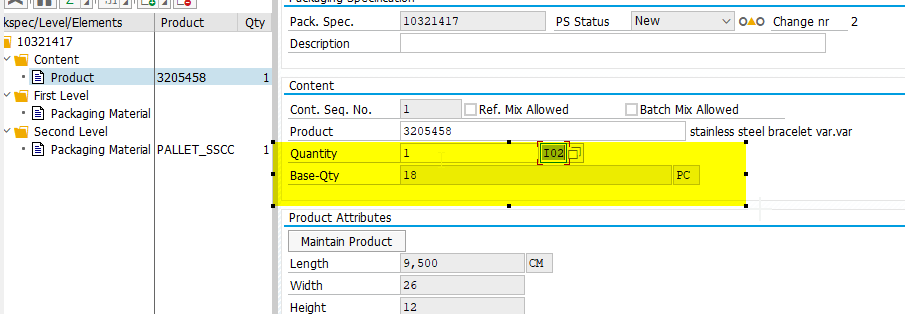 Packaging Specification
kspec/Level/Elements Product Qty
10321417
Content
Product 3205458 1
First Level
Packaging Material
Second Level
Packaging Material PALLET_SSCC 1
Pack. Spec. 10321417 PS Status New Change nr 2
Description
Content
Cont. Seq. No. 1 Ref. Mix Allowed Batch Mix Allowed
Product 3205458 stainless steel bracelet var.var
Quantity 1 I02
Base-Qty 18 PC
Product Attributes
Maintain Product
Length 9,500 CM
Width 26
Height 12